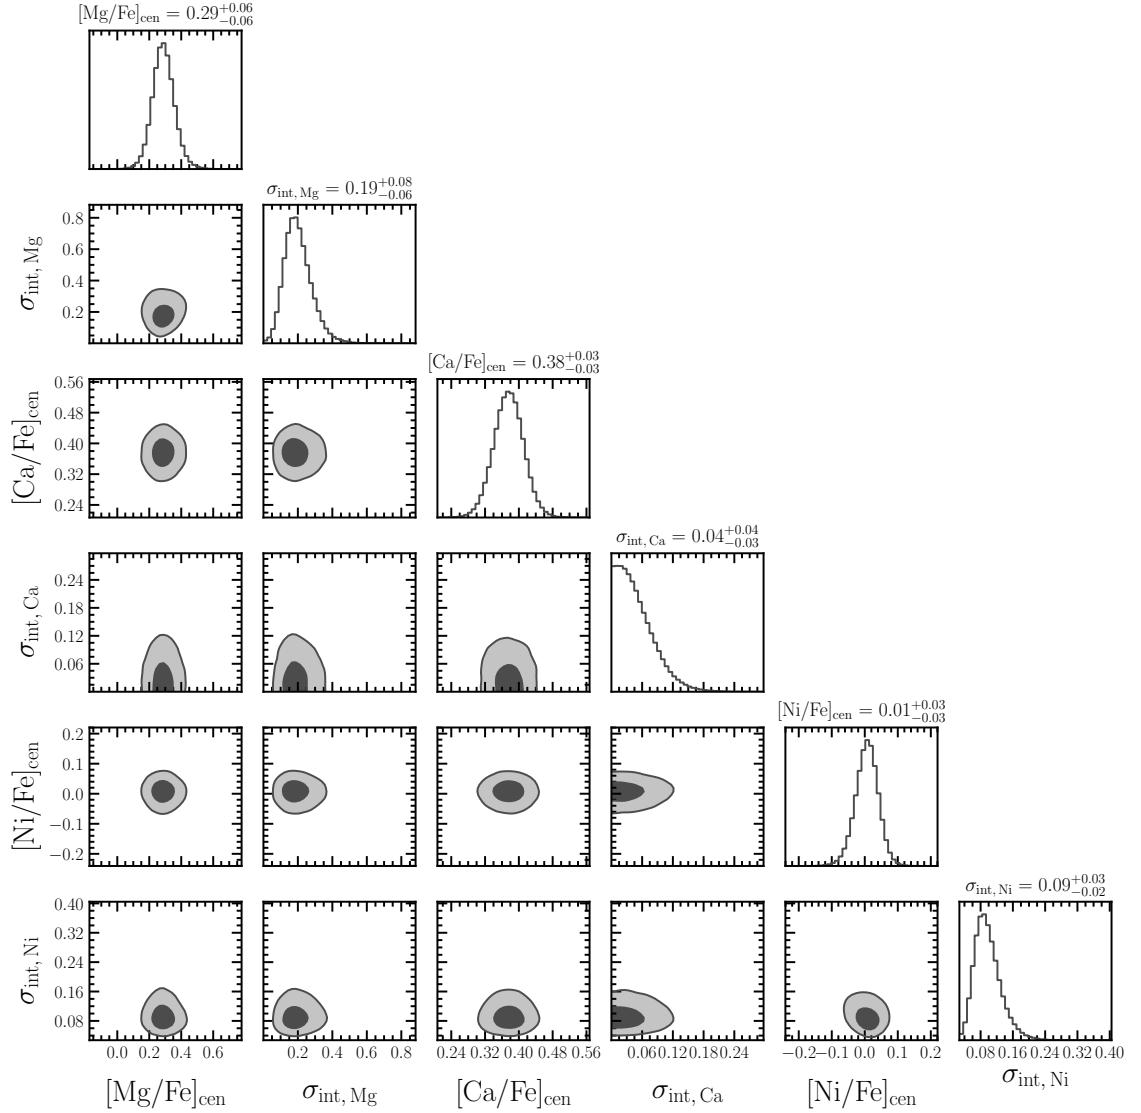 [Mg/Fe]cen = 0.29+0.06−0.06
σint, Mg = 0.19+0.08−0.06
0.8
0.6
0.4
0.2
σint, Mg
[Ca/Fe]cen = 0.38+0.03−0.03
0.56
0.48
0.40
0.32
0.24
[Ca/Fe]cen
σint, Ca = 0.04+0.04−0.03
0.24
0.18
0.12
0.06
σint, Ca
[Ni/Fe]cen = 0.01+0.03−0.03
0.2
0.1
0.0
−0.1
−0.2
[Ni/Fe]cen
σint, Ni = 0.09+0.03−0.02
0.40
0.32
0.24
0.16
0.08
σint, Ni
0.0 0.2 0.4 0.6
0.2 0.4 0.6 0.8
0.24 0.32 0.40 0.48 0.56
0.06 0.12 0.18 0.24
−0.2 −0.1 0.0 0.1 0.2
0.08 0.16 0.24 0.32 0.40
[Mg/Fe]cen
σint, Mg
[Ca/Fe]cen
σint, Ca
[Ni/Fe]cen
σint, Ni